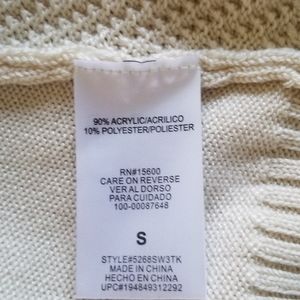 90% ACRYLIC/ACRILICO
10% POLYESTER/POLIESTER
RN#15600
CARE ON REVERSE
VER AL DORSO
PARA CUIDADO
100-00087648
S
STYLE#5268SW3TK
MADE IN CHINA
HECHO EN CHINA
UPC#194849312292